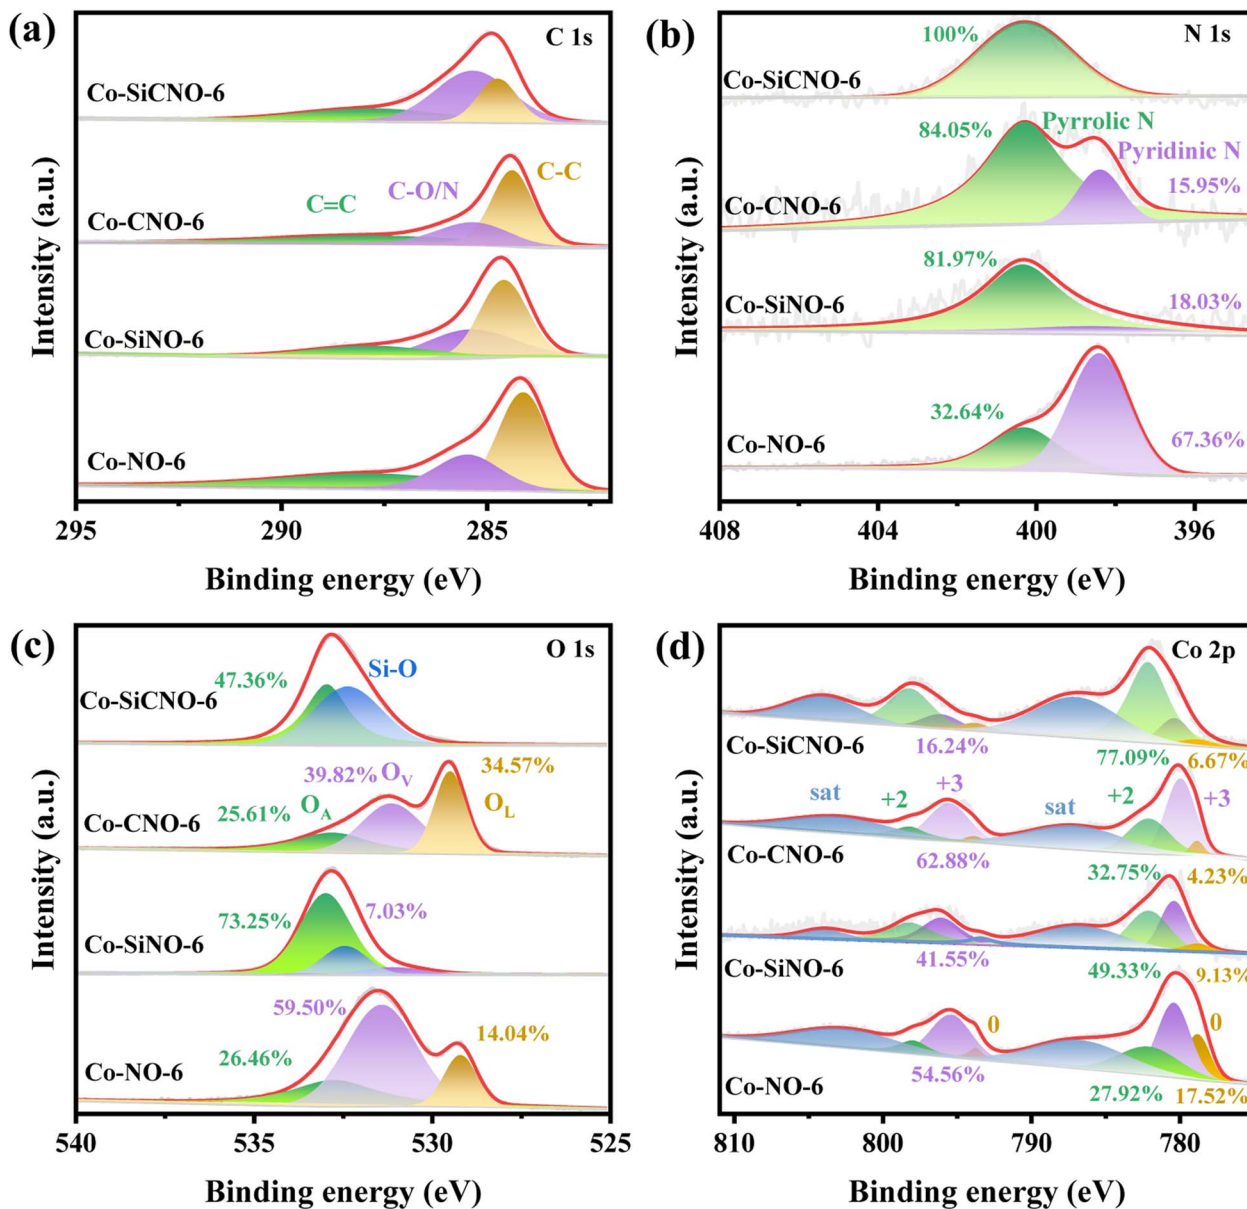 (a)
C 1s
Co-SiCNO-6
C=C
C-O/N
C-C
Co-CNO-6
Co-SiNO-6
Co-NO-6
Intensity (a.u.)
295
290
285
Binding energy (eV)
(b)
N 1s
100%
Co-SiCNO-6
84.05%
Pyrrolic N
Pyridinic N
15.95%
Co-CNO-6
81.97%
18.03%
Co-SiNO-6
32.64%
67.36%
Co-NO-6
Intensity (a.u.)
408
404
400
396
Binding energy (eV)
(c)
O 1s
47.36%
Si-O
Co-SiCNO-6
39.82%
O_V
34.57%
25.61%
O_A
O_L
Co-CNO-6
73.25%
7.03%
Co-SiNO-6
59.50%
14.04%
26.46%
Co-NO-6
Intensity (a.u.)
540
535
530
525
Binding energy (eV)
(d)
Co 2p
Co-SiCNO-6
16.24%
77.09%
6.67%
sat
+2
+3
sat
+2
+3
Co-CNO-6
62.88%
32.75%
4.23%
Co-SiNO-6
41.55%
49.33%
9.13%
0
0
Co-NO-6
54.56%
27.92%
17.52%
Intensity (a.u.)
810
800
790
780
Binding energy (eV)